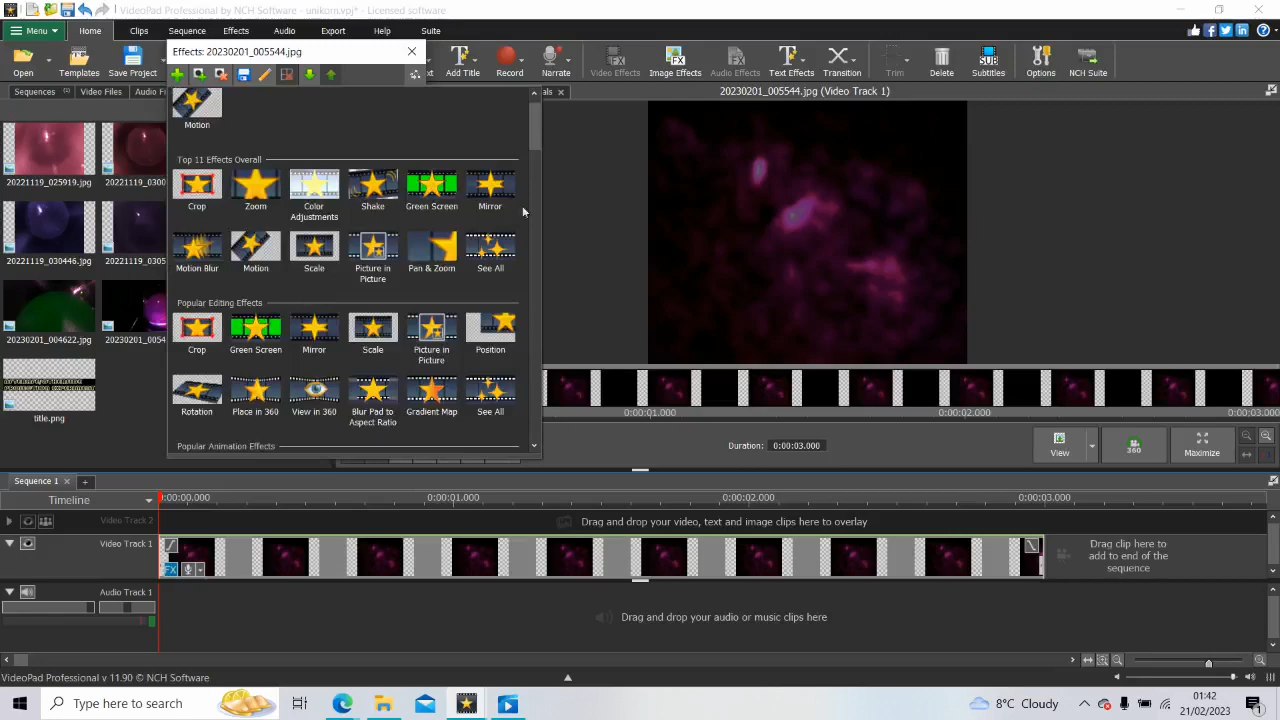 VideoPad Professional by NCH Software - unikorn.vpj* - Licensed software
Menu Home Clips Sequence Effects Audio Export Help Suite
Effects: 20230201_005544.jpg
Open Templates Save Project Add Title Record Narrate Video Effects Image Effects Audio Effects Text Effects Transition Trim Delete Subtitles Options NCH Suite
Sequences (1) Video Files Audio Fi
20230201_005544.jpg (Video Track 1)
Motion
Top 11 Effects Overall
Crop Zoom Color Adjustments Shake Green Screen Mirror
Motion Blur Motion Scale Picture in Picture Pan & Zoom See All
Popular Editing Effects
Crop Green Screen Mirror Scale Picture in Picture Position
Rotation Place in 360 View in 360 Blur Pad to Aspect Ratio Gradient Map See All
Popular Animation Effects
20221119_025919.jpg 20221119_0300
20221119_030446.jpg 20221119_030
20230201_004622.jpg 20230201_0054
title.png
0:00:01.000 0:00:02.000 0:00:03.000
Duration: 0:00:03.000
View 360 Maximize
Sequence 1
Timeline 0:00:00.000 0:00:01.000 0:00:02.000 0:00:03.000
Video Track 2 Drag and drop your video, text and image clips here to overlay
Video Track 1 FX Drag clip here to
add to end of the
sequence
Audio Track 1
Drag and drop your audio or music clips here
VideoPad Professional v 11.90 © NCH Software
Type here to search
8°C Cloudy
01:42
21/02/2023